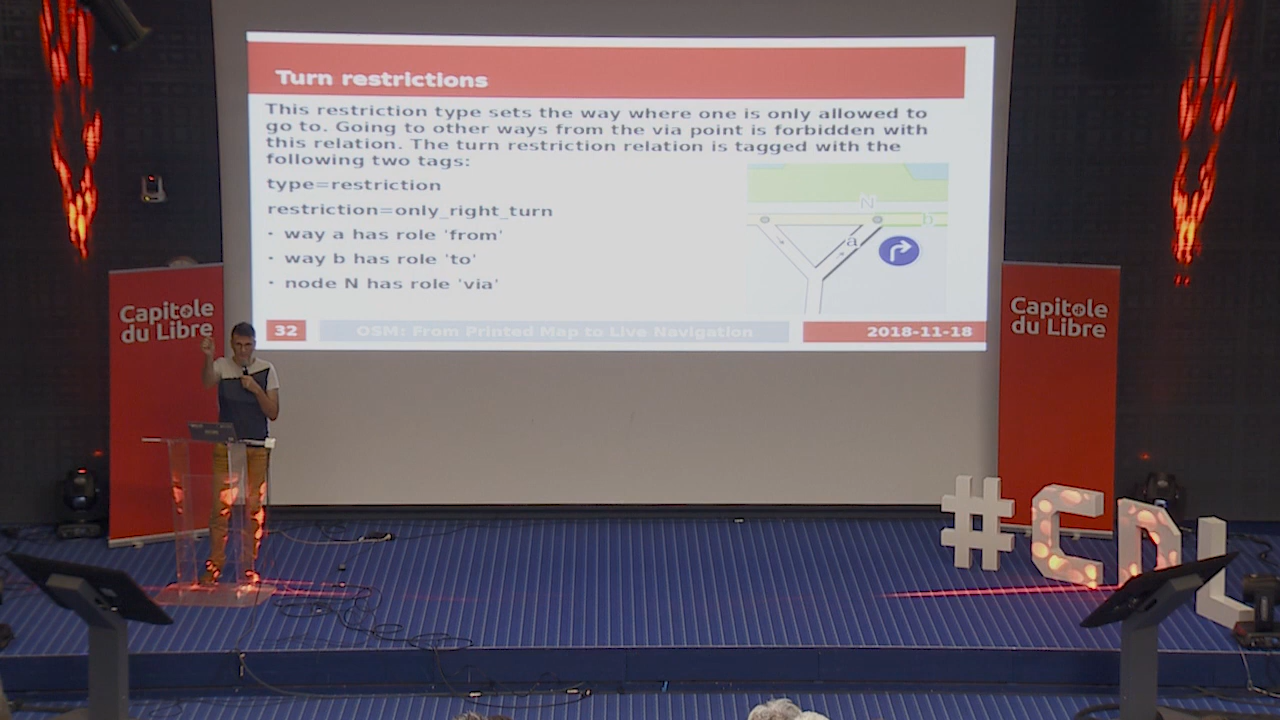 Turn restrictions
This restriction type sets the way where one is only allowed to
go to. Going to other ways from the via point is forbidden with
this relation. The turn restriction relation is tagged with the
following two tags:
type=restriction
restriction=only_right_turn
• way a has role 'from'
• way b has role 'to'
• node N has role 'via'
N
b
a
32
OSM: From Printed Map to Live Navigation
2018-11-18
Capitole
du Libre
Capitole
du Libre
#CDL